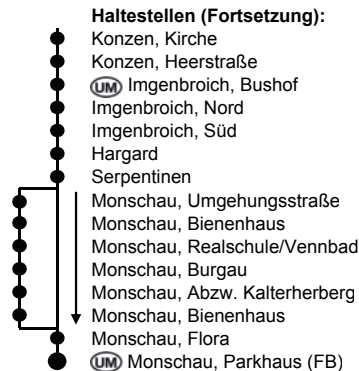 Haltestellen (Fortsetzung):
Konzen, Kirche
Konzen, Heerstraße
UM Imgenbroich, Bushof
Imgenbroich, Nord
Imgenbroich, Süd
Hargard
Serpentinen
Monschau, Umgehungsstraße
Monschau, Bienenhaus
Monschau, Realschule/Vennbad
Monschau, Burgau
Monschau, Abzw. Kalterherberg
Monschau, Bienenhaus
Monschau, Flora
UM Monschau, Parkhaus (FB)